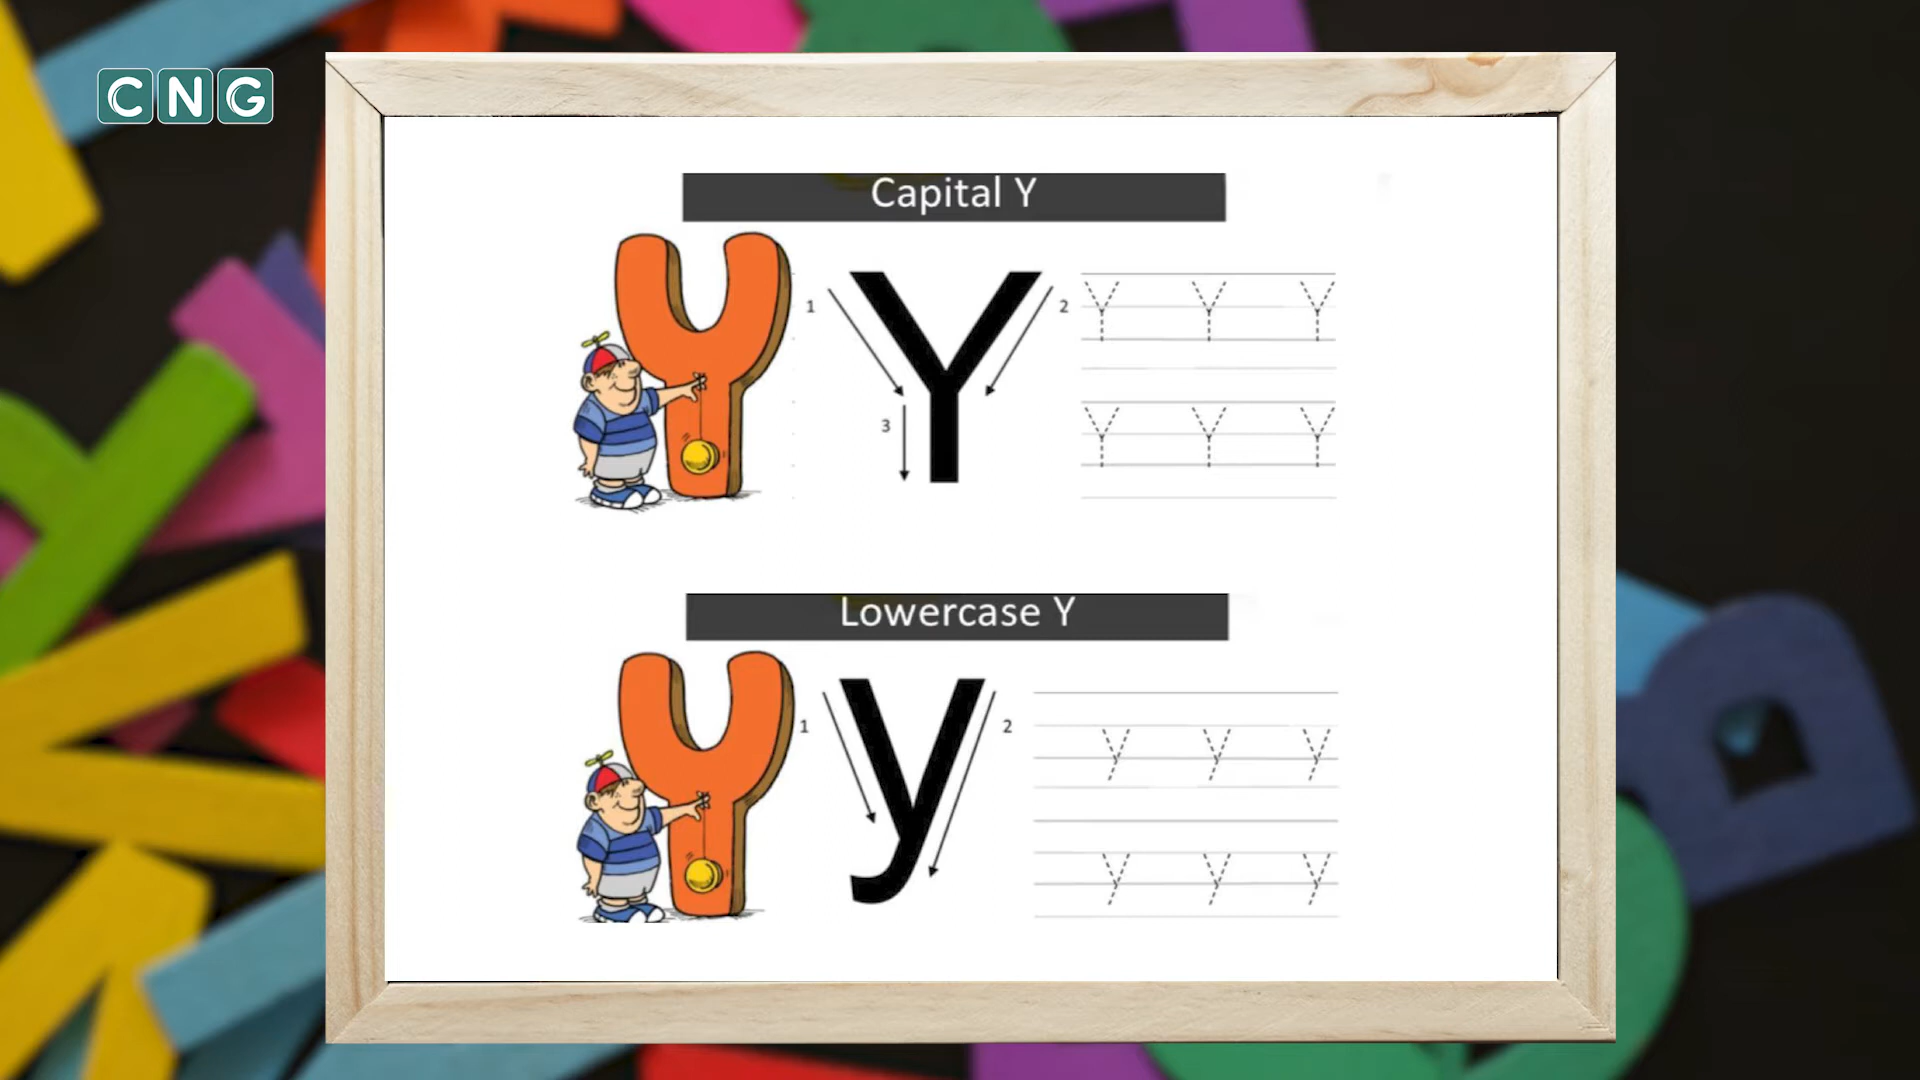 CNG
Capital Y
Y Y
1 2
3
Y Y Y
Y Y Y
Lowercase Y
Y y
1 2
y y y
y y y